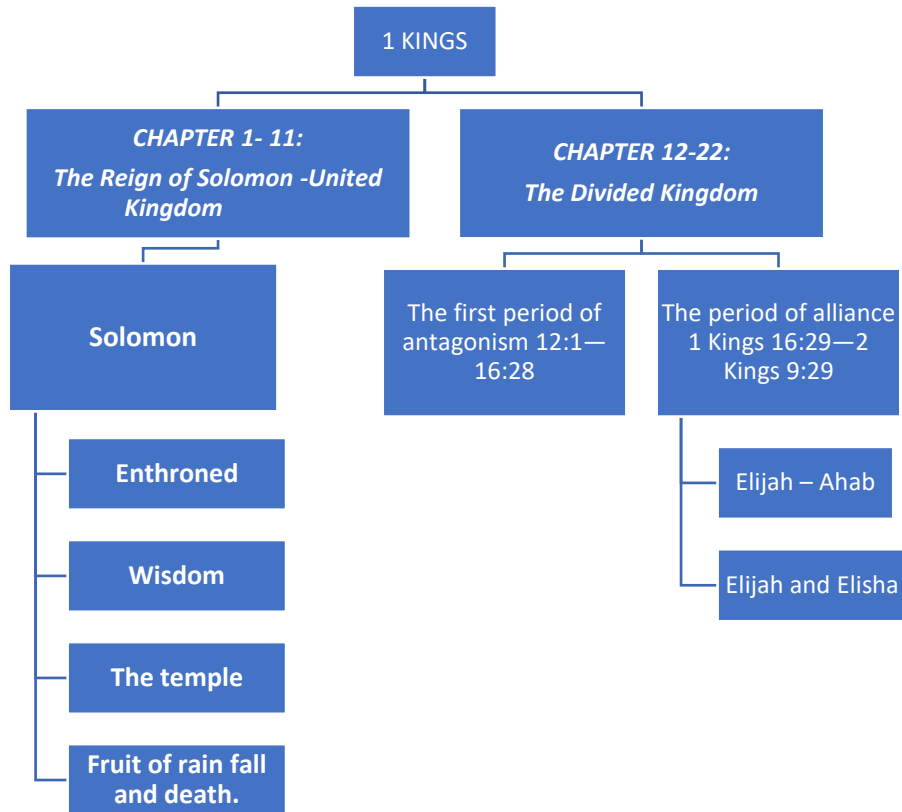 1 KINGS
CHAPTER 1- 11:
The Reign of Solomon -United
Kingdom
CHAPTER 12-22:
The Divided Kingdom
Solomon
Enthroned
Wisdom
The temple
Fruit of rain fall
and death.
The first period of
antagonism 12:1—
16:28
The period of alliance
1 Kings 16:29—2
Kings 9:29
Elijah – Ahab
Elijah and Elisha